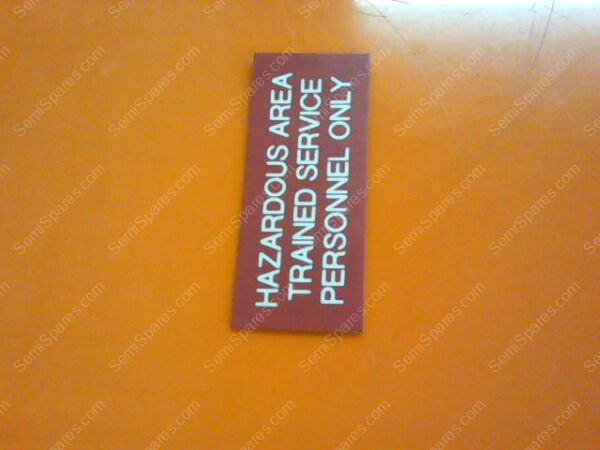 HAZARDOUS AREA
TRAINED SERVICE
PERSONNEL ONLY
SemiSpares.com